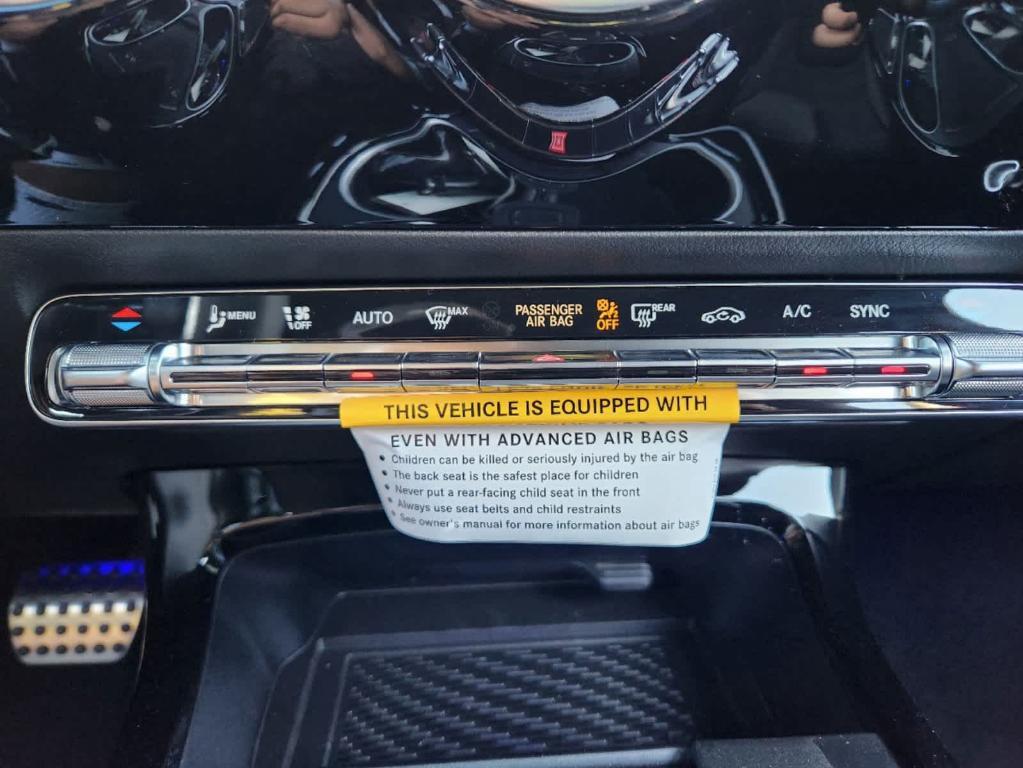 MENU
OFF
AUTO
MAX
PASSENGER
AIR BAG
OFF
REAR
A/C
SYNC
THIS VEHICLE IS EQUIPPED WITH
EVEN WITH ADVANCED AIR BAGS
• Children can be killed or seriously injured by the air bag
• The back seat is the safest place for children
• Never put a rear-facing child seat in the front
• Always use seat belts and child restraints
• See owner's manual for more information about air bags